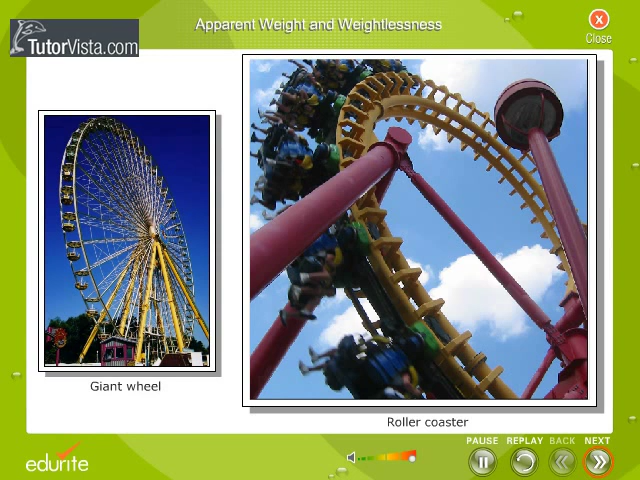 Apparent Weight and Weightlessness
TutorVista.com
X
Close
Giant wheel
Roller coaster
edurite
PAUSE REPLAY BACK NEXT